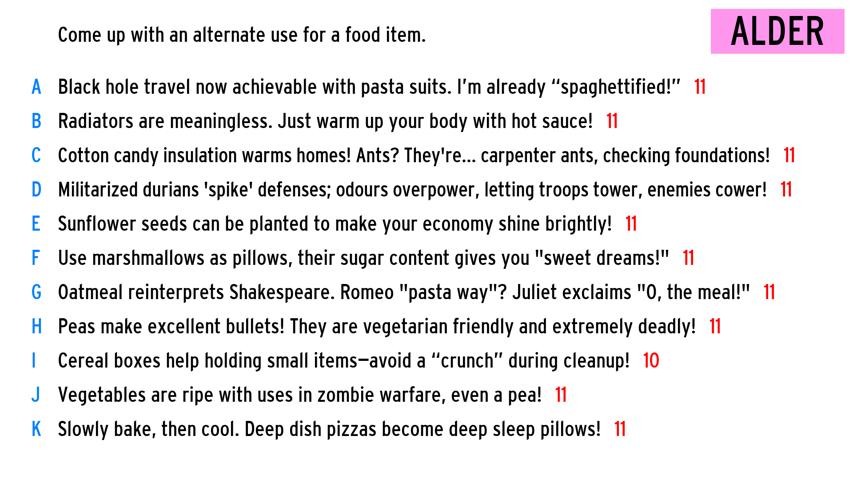 Come up with an alternate use for a food item.
ALDER
A Black hole travel now achievable with pasta suits. I’m already “spaghettified!” 11
B Radiators are meaningless. Just warm up your body with hot sauce! 11
C Cotton candy insulation warms homes! Ants? They're... carpenter ants, checking foundations! 11
D Militarized durians 'spike' defenses; odours overpower, letting troops tower, enemies cower! 11
E Sunflower seeds can be planted to make your economy shine brightly! 11
F Use marshmallows as pillows, their sugar content gives you "sweet dreams!" 11
G Oatmeal reinterprets Shakespeare. Romeo "pasta way"? Juliet exclaims "O, the meal!" 11
H Peas make excellent bullets! They are vegetarian friendly and extremely deadly! 11
I Cereal boxes help holding small items—avoid a “crunch” during cleanup! 10
J Vegetables are ripe with uses in zombie warfare, even a pea! 11
K Slowly bake, then cool. Deep dish pizzas become deep sleep pillows! 11